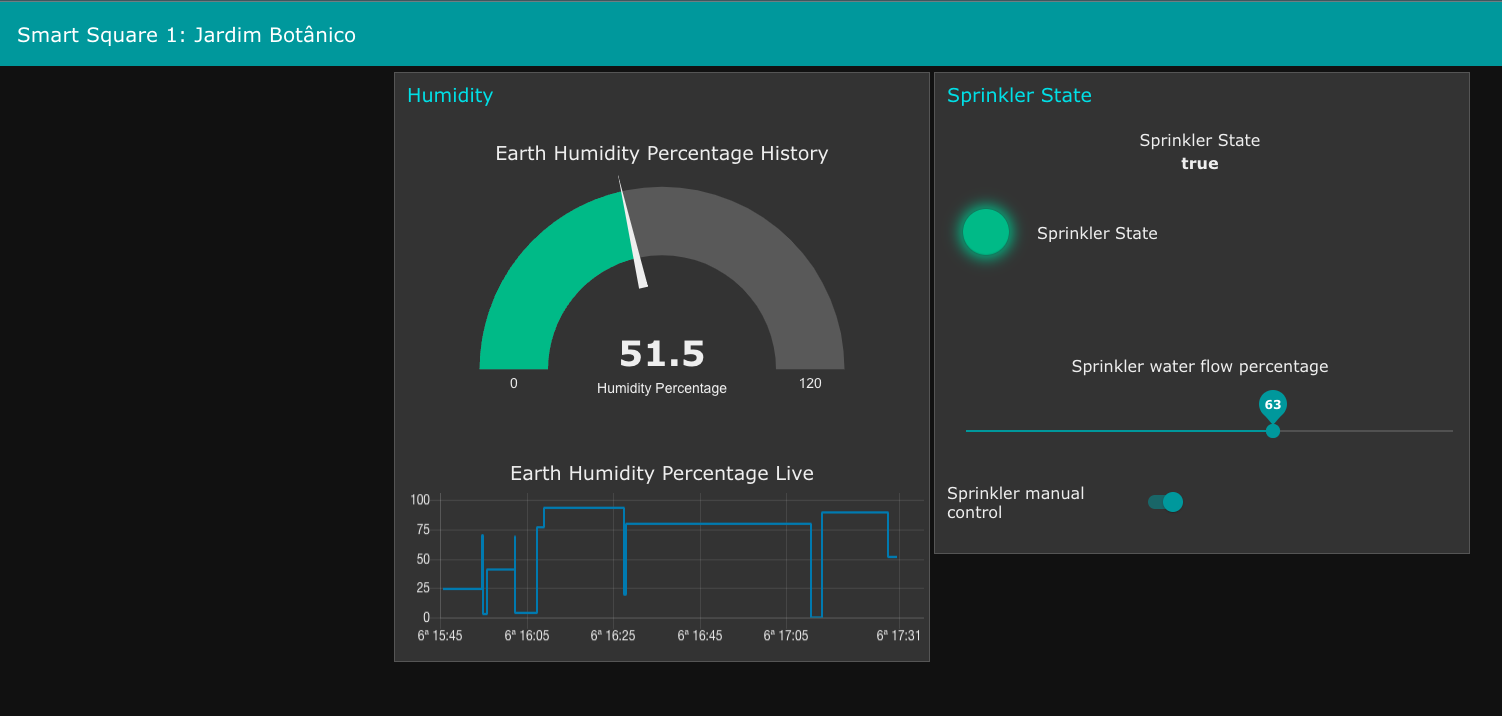 Smart Square 1: Jardim Botânico
Humidity
Earth Humidity Percentage History
51.5
0
Humidity Percentage
120
Earth Humidity Percentage Live
100
75
50
25
0
6ª 15:45
6ª 16:05
6ª 16:25
6ª 16:45
6ª 17:05
6ª 17:31
Sprinkler State
Sprinkler State
true
Sprinkler State
Sprinkler water flow percentage
63
Sprinkler manual
control